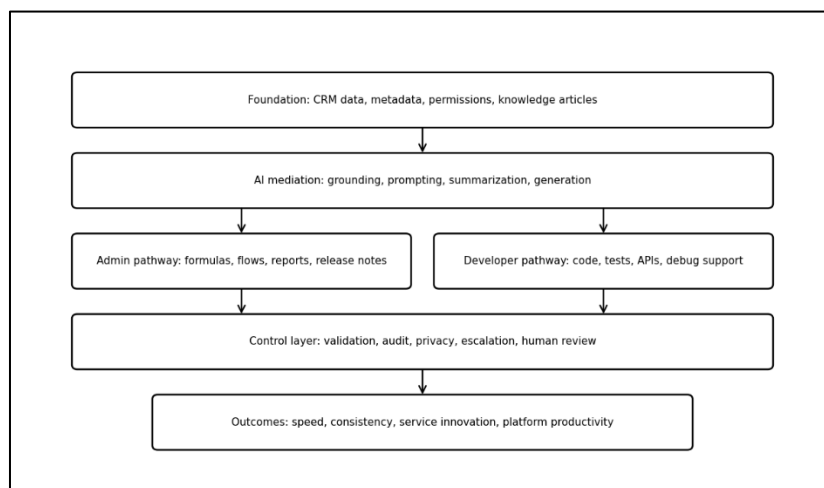 Foundation: CRM data, metadata, permissions, knowledge articles
AI mediation: grounding, prompting, summarization, generation
Admin pathway: formulas, flows, reports, release notes
Developer pathway: code, tests, APIs, debug support
Control layer: validation, audit, privacy, escalation, human review
Outcomes: speed, consistency, service innovation, platform productivity